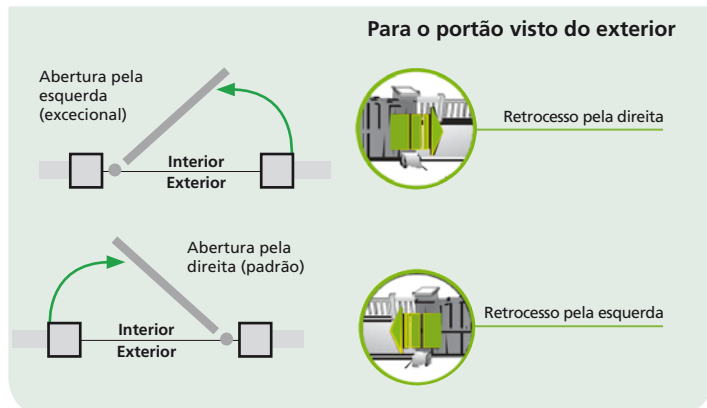 Para o portão visto do exterior
Abertura pela
esquerda
(excecional)
Interior
Exterior
Retrocesso pela direita
Abertura pela
direita (padrão)
Interior
Exterior
Retrocesso pela esquerda